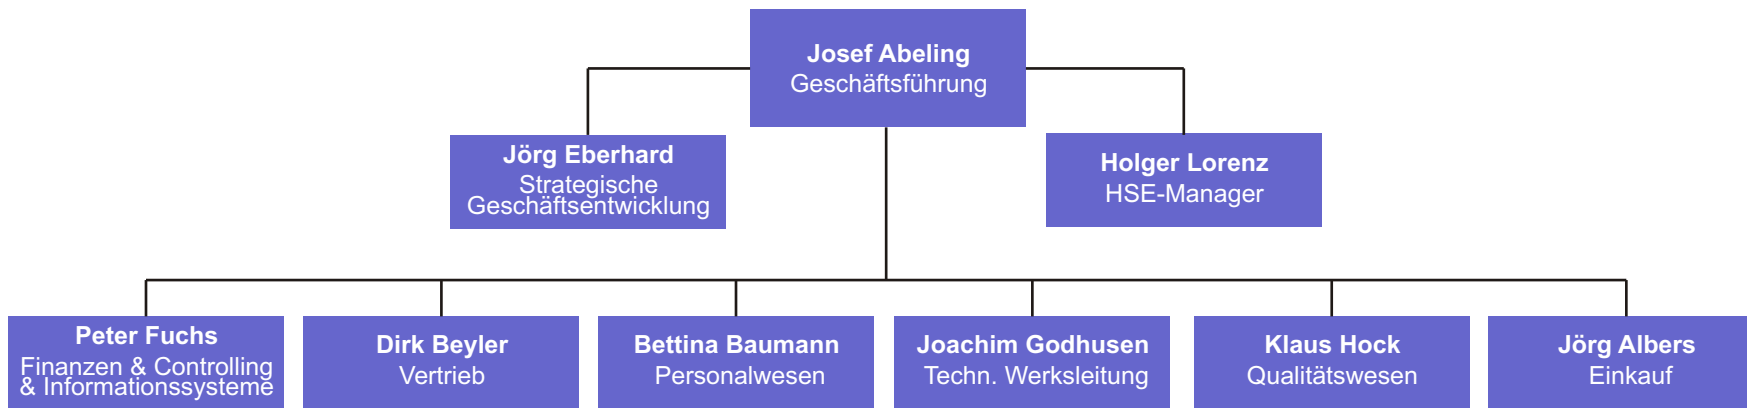 Josef Abeling
Geschäftsführung
Jörg Eberhard
Strategische
Geschäftsentwicklung
Holger Lorenz
HSE-Manager
Peter Fuchs
Finanzen & Controlling
& Informationssysteme
Dirk Beyler
Vertrieb
Bettina Baumann
Personalwesen
Joachim Godhusen
Techn. Werksleitung
Klaus Hock
Qualitätswesen
Jörg Albers
Einkauf